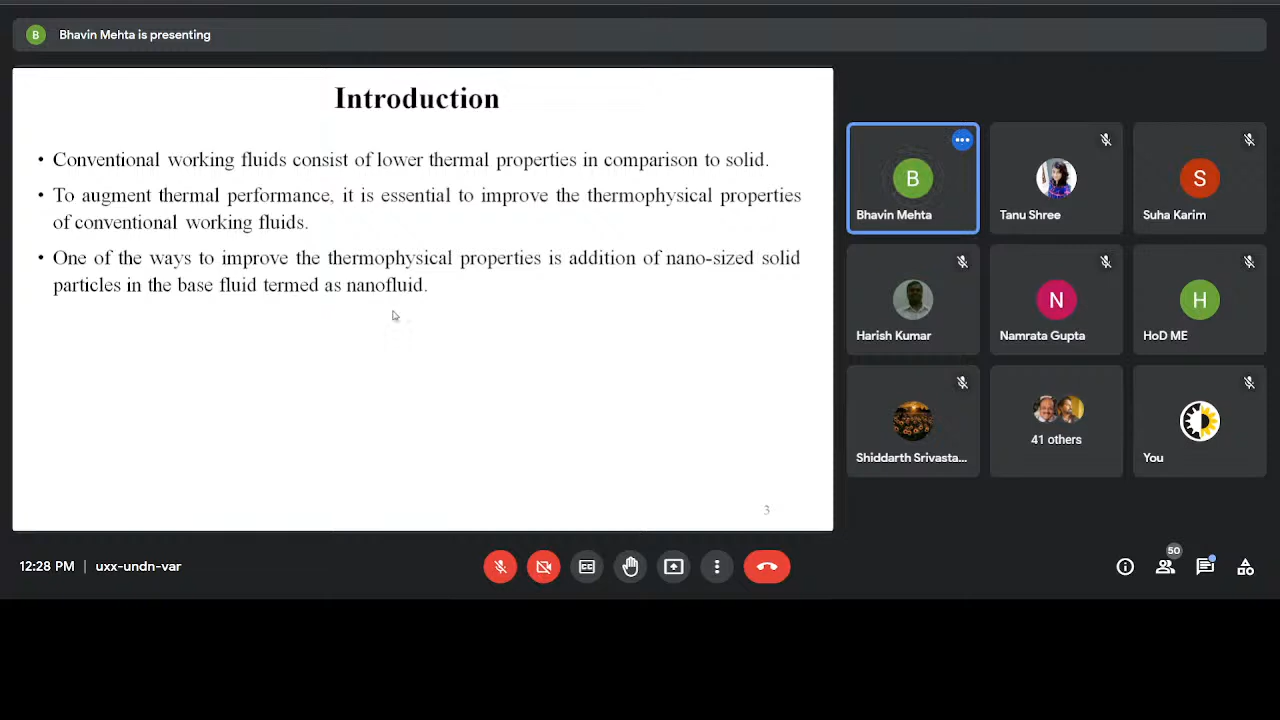 B Bhavin Mehta is presenting
Introduction
• Conventional working fluids consist of lower thermal properties in comparison to solid.
• To augment thermal performance, it is essential to improve the thermophysical properties
of conventional working fluids.
• One of the ways to improve the thermophysical properties is addition of nano-sized solid
particles in the base fluid termed as nanofluid.
3
B
Bhavin Mehta
Tanu Shree
S
Suha Karim
Harish Kumar
N
Namrata Gupta
H
HoD ME
Shiddarth Srivasta...
41 others
You
12:28 PM | uxx-undn-var
CC
50